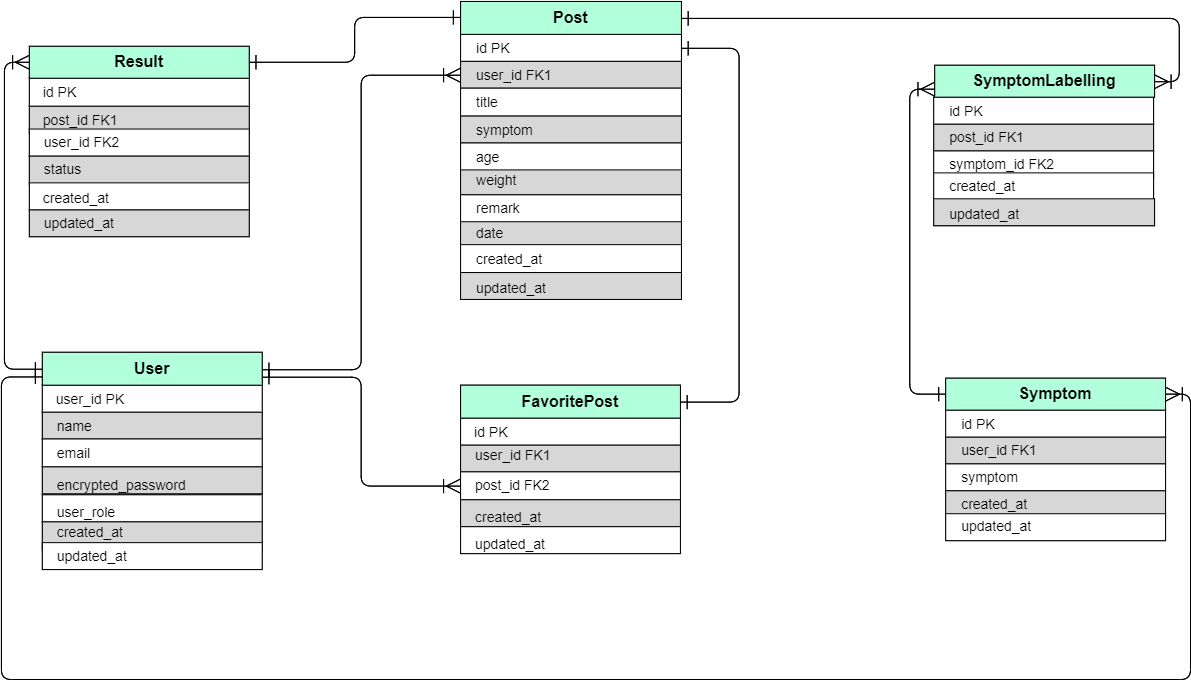 Post
id PK
user_id FK1
title
symptom
age
weight
remark
date
created_at
updated_at
Result
id PK
post_id FK1
user_id FK2
status
created_at
updated_at
SymptomLabelling
id PK
post_id FK1
symptom_id FK2
created_at
updated_at
User
user_id PK
name
email
encrypted_password
user_role
created_at
updated_at
FavoritePost
id PK
user_id FK1
post_id FK2
created_at
updated_at
Symptom
id PK
user_id FK1
symptom
created_at
updated_at